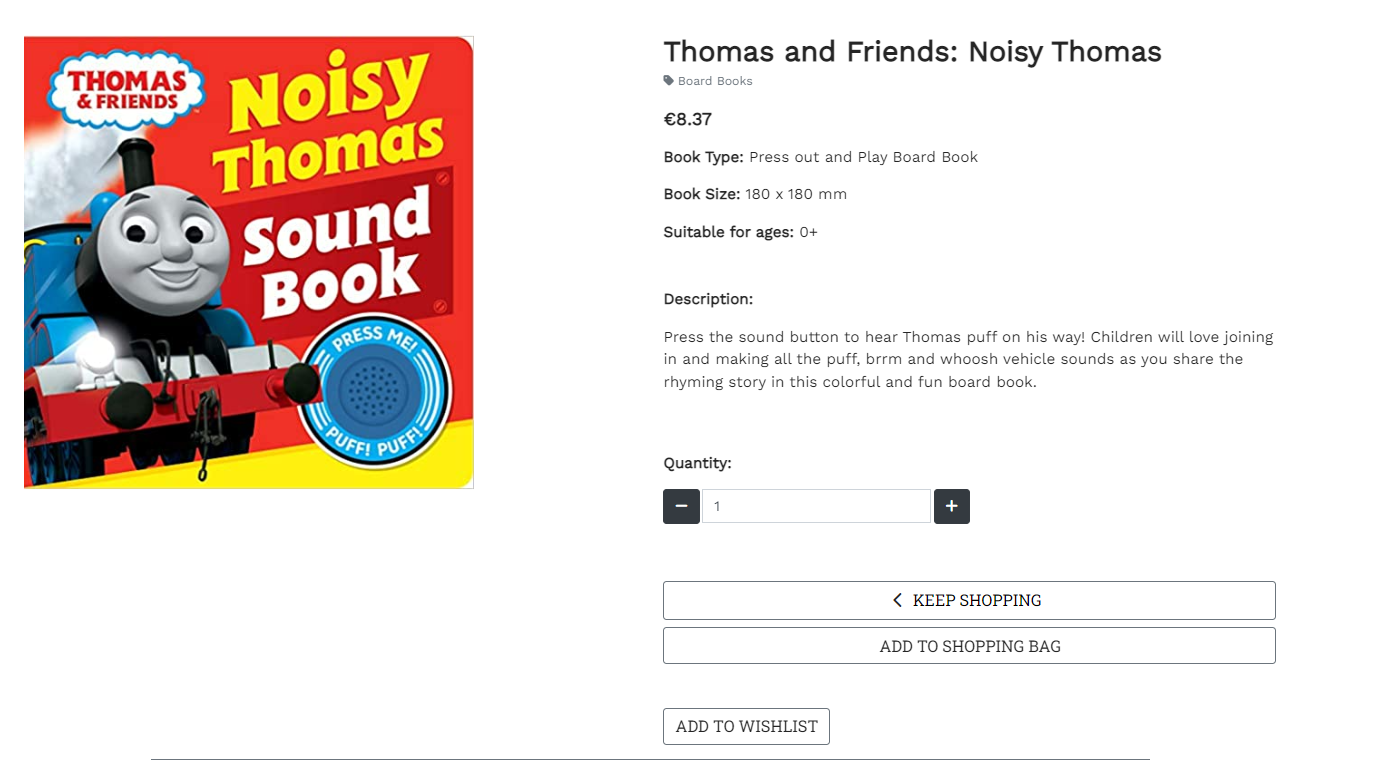 THOMAS
& FRIENDS
Noisy
Thomas
Sound
Book
PRESS ME!
PUFF! PUFF!
Thomas and Friends: Noisy Thomas
Board Books
€8.37
Book Type: Press out and Play Board Book
Book Size: 180 x 180 mm
Suitable for ages: 0+
Description:
Press the sound button to hear Thomas puff on his way! Children will love joining
in and making all the puff, brrm and whoosh vehicle sounds as you share the
rhyming story in this colorful and fun board book.
Quantity:
1
KEEP SHOPPING
ADD TO SHOPPING BAG
ADD TO WISHLIST